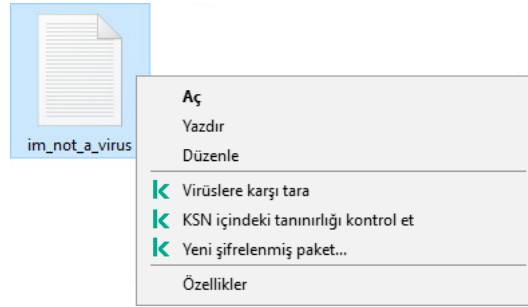 im_not_a_virus
Aç
Yazdır
Düzenle
Virüslere karşı tara
KSN içindeki tanınırlığı kontrol et
Yeni şifrelenmiş paket...
Özellikler